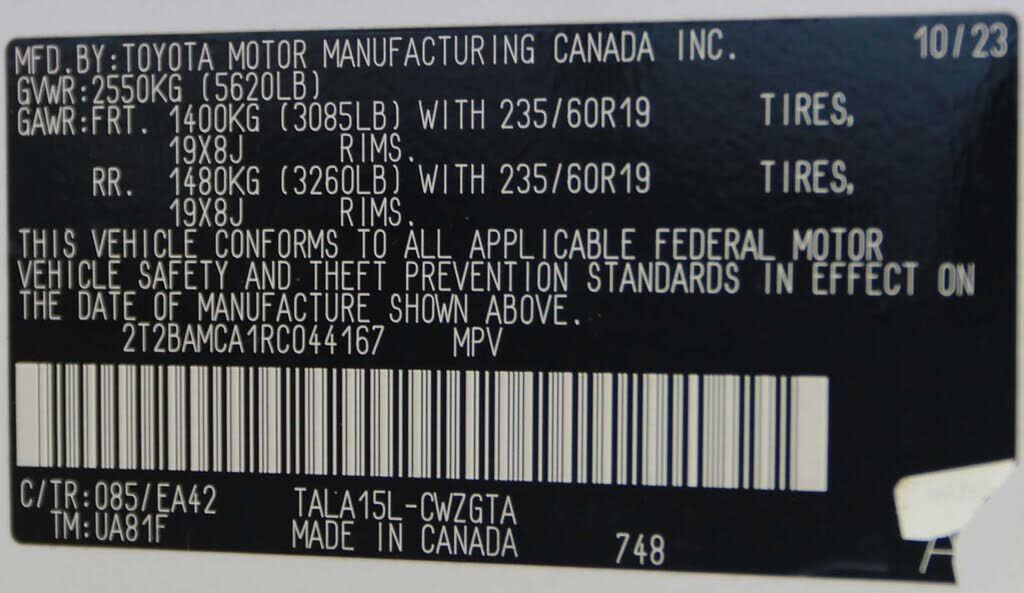 MFD.BY:TOYOTA MOTOR MANUFACTURING CANADA INC. 10/23
GVWR:2550KG (5620LB)
GAWR:FRT. 1400KG (3085LB) WITH 235/60R19 TIRES,
19X8J RIMS.
RR. 1480KG (3260LB) WITH 235/60R19 TIRES,
19X8J RIMS.
THIS VEHICLE CONFORMS TO ALL APPLICABLE FEDERAL MOTOR
VEHICLE SAFETY AND THEFT PREVENTION STANDARDS IN EFFECT ON
THE DATE OF MANUFACTURE SHOWN ABOVE.
2T2BAMCA1RC044167 MPV
C/TR:085/EA42 TALA15L-CWZGTA
TM:UA81F MADE IN CANADA 748